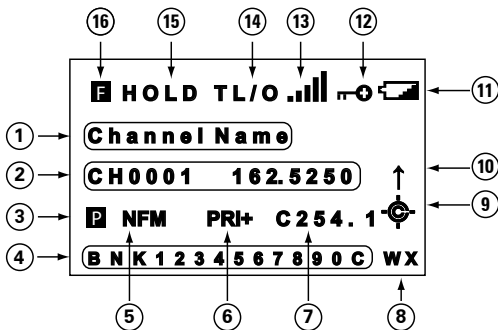 16 15 14 13 12
F HOLD TL/O
11
1 Channel Name
2 CH0001 162.5250
10
9
3 P NFM PRI+ C254.1 C
4 BNK1234567890C WX
5 6 7 8